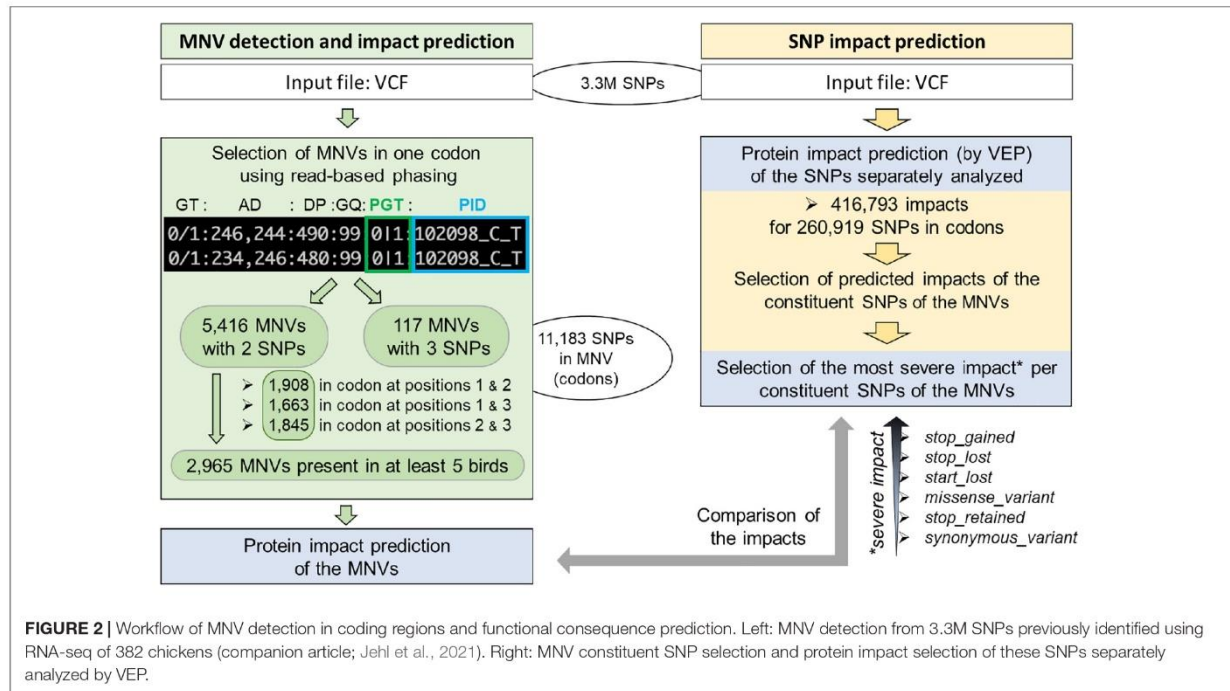 MNV detection and impact prediction
Input file: VCF
3.3M SNPs
SNP impact prediction
Input file: VCF
Selection of MNVs in one codon
using read-based phasing
GT : AD : DP :GQ: PGT : PID
0/1:246,244:490:99 0|1:102098_C_T
0/1:234,246:480:99 0|1:102098_C_T
5,416 MNVs
with 2 SNPs
117 MNVs
with 3 SNPs
➢ 1,908 in codon at positions 1 & 2
➢ 1,663 in codon at positions 1 & 3
➢ 1,845 in codon at positions 2 & 3
2,965 MNVs present in at least 5 birds
Protein impact prediction
of the MNVs
11,183 SNPs
in MNV
(codons)
Protein impact prediction (by VEP)
of the SNPs separately analyzed
➢ 416,793 impacts
for 260,919 SNPs in codons
Selection of predicted impacts of the
constituent SNPs of the MNVs
Selection of the most severe impact* per
constituent SNPs of the MNVs
Comparison of
the impacts
*severe impact
➢ stop_gained
➢ stop_lost
➢ start_lost
➢ missense_variant
➢ stop_retained
➢ synonymous_variant
FIGURE 2 | Workflow of MNV detection in coding regions and functional consequence prediction. Left: MNV detection from 3.3M SNPs previously identified using
RNA-seq of 382 chickens (companion article; Jehl et al., 2021). Right: MNV constituent SNP selection and protein impact selection of these SNPs separately
analyzed by VEP.